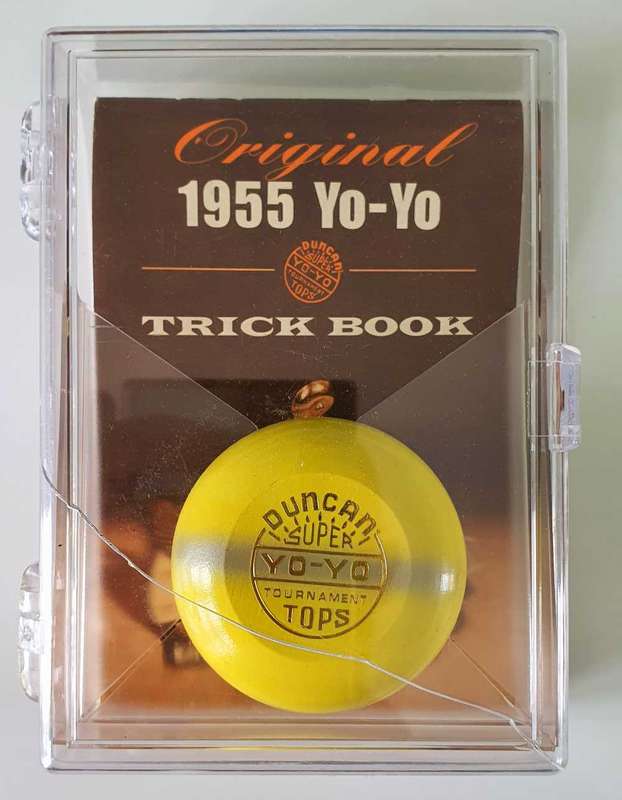 Original
1955 Yo-Yo
DUNCAN
SUPER
YO-YO
TOURNAMENT
TOPS
TRICK BOOK
DUNCAN
SUPER
YO-YO
TOURNAMENT
TOPS